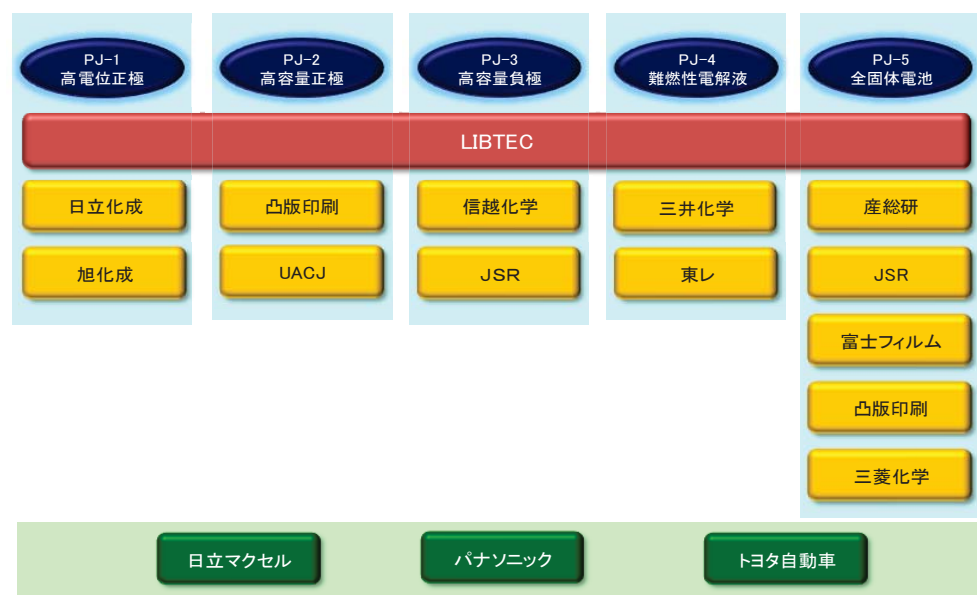 PJ-1
高電位正極
PJ-2
高容量正極
PJ-3
高容量負極
PJ-4
難燃性電解液
PJ-5
全固体電池
LIBTEC
日立化成
凸版印刷
信越化学
三井化学
産総研
旭化成
UACJ
JSR
東レ
JSR
富士フィルム
凸版印刷
三菱化学
日立マクセル
パナソニック
トヨタ自動車